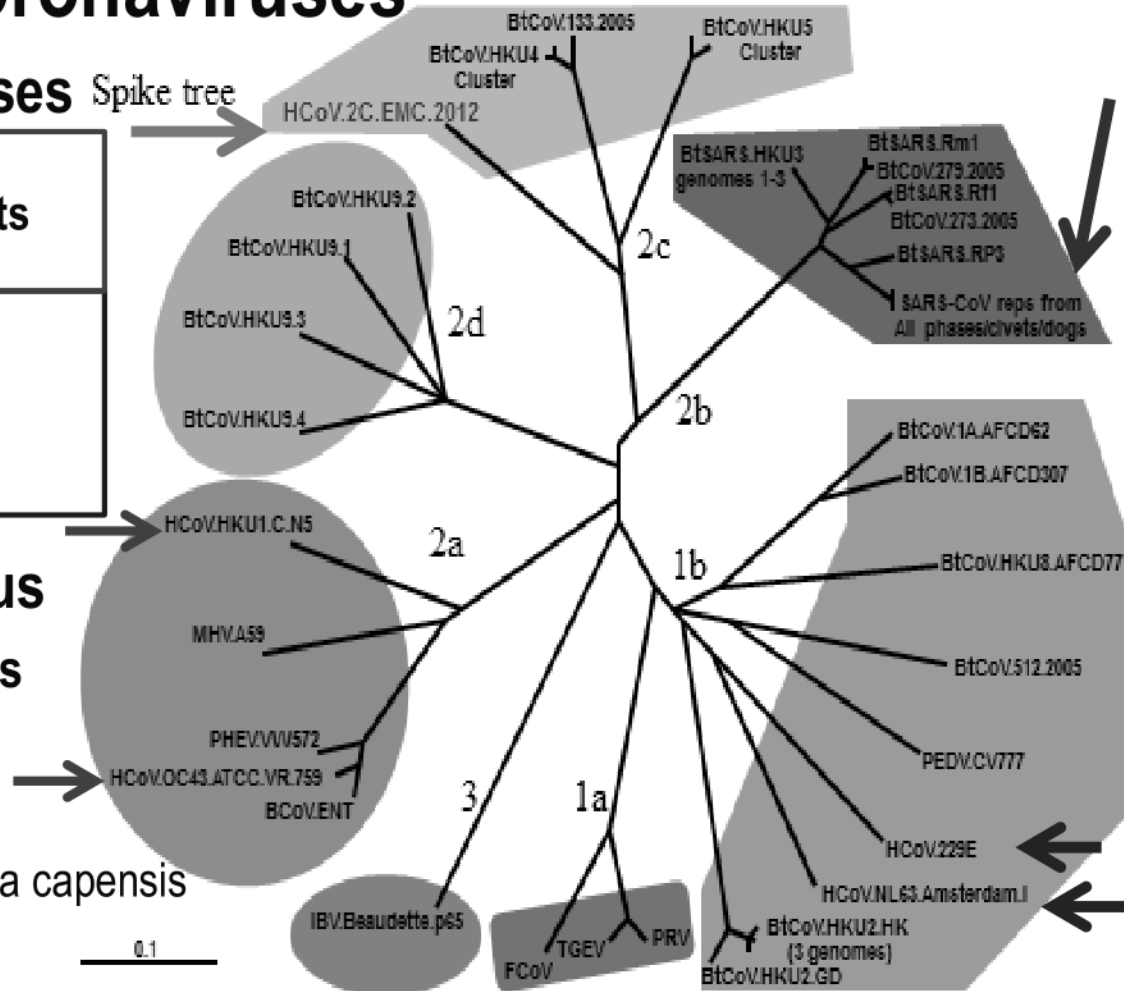 oronaviruses
ses
Spike tree
ts
us
s
a capensis
0.1
BtCoV.133.2005
BtCoV.HKU4
Cluster
BtCoV.HKU5
Cluster
HCoV.2C.EMC.2012
2c
BtSARS.HKU3
genomes 1-3
BtSARS.Rm1
BtCoV.279.2005
BtSARS.Rf1
BtCoV.273.2005
BtSARS.RP3
SARS-CoV reps from
All phases/civets/dogs
2b
BtCoV.HKU9.2
BtCoV.HKU9.1
BtCoV.HKU9.3
BtCoV.HKU9.4
2d
HCoV.HKU1.C.N5
MHV.A59
PHEV.VW572
HCoV.OC43.ATCC.VR.759
BCoV.ENT
2a
3
IBV.Beaudette.p65
1a
FCoV
TGEV
PRV
1b
BtCoV.1A.AFCD62
BtCoV.1B.AFCD307
BtCoV.HKU8.AFCD77
BtCoV.512.2005
PEDV.CV777
HCoV.229E
HCoV.NL63.Amsterdam.I
BtCoV.HKU2.HK
(3 genomes)
BtCoV.HKU2.GD